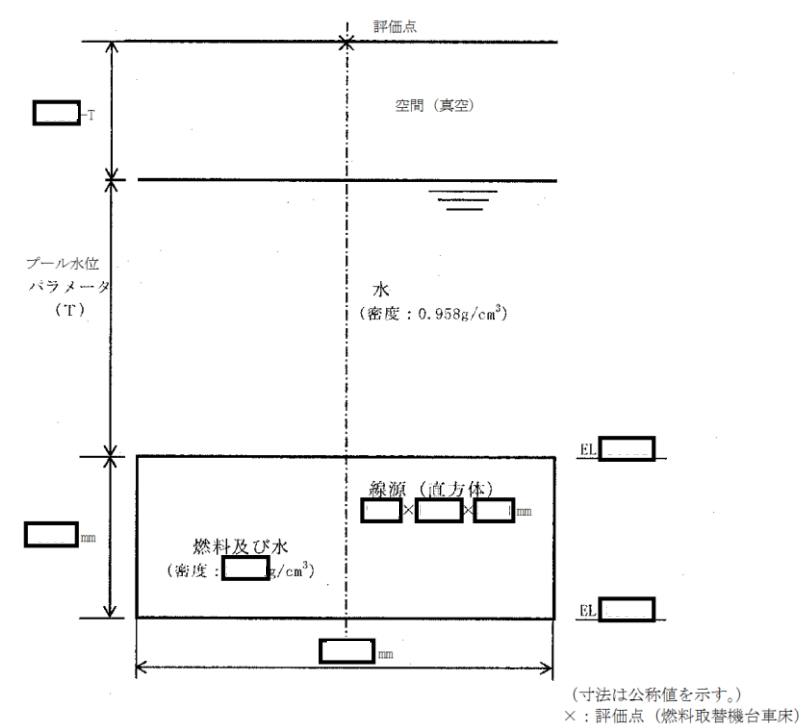 評価点
空間（真空）
-T
プール水位
パラメータ
（T）
水
（密度：0.958g/cm³）
EL
線源（直方体）
××mm
mm
燃料及び水
（密度：g/cm³）
EL
mm
（寸法は公称値を示す。）
×：評価点（燃料取替機台車床）